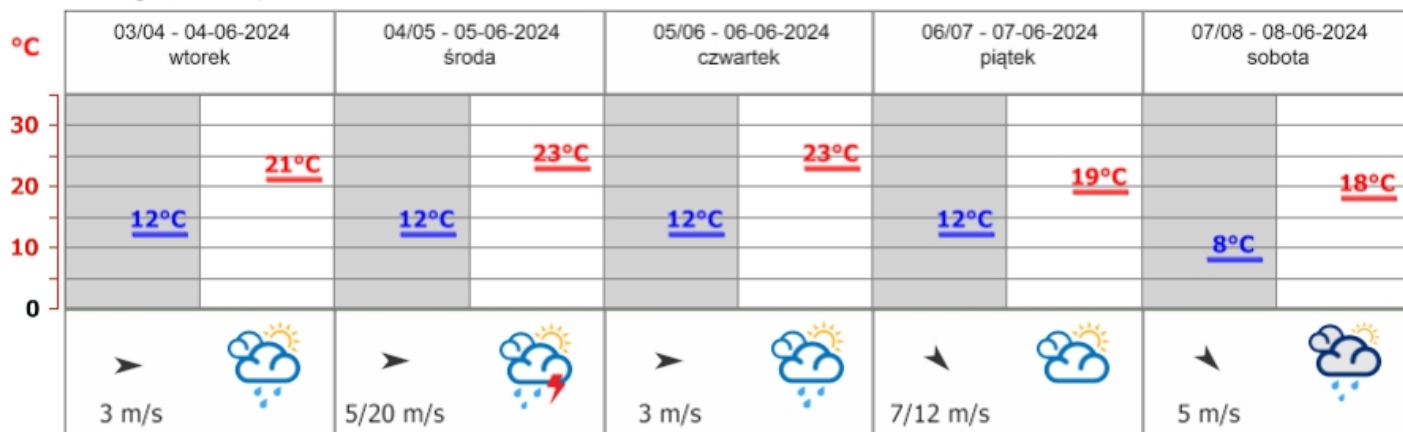 °C
03/04 - 04-06-2024
wtorek
04/05 - 05-06-2024
środa
05/06 - 06-06-2024
czwartek
06/07 - 07-06-2024
piątek
07/08 - 08-06-2024
sobota
30
20
10
0
12°C
21°C
12°C
23°C
12°C
23°C
12°C
19°C
8°C
18°C
3 m/s
5/20 m/s
3 m/s
7/12 m/s
5 m/s